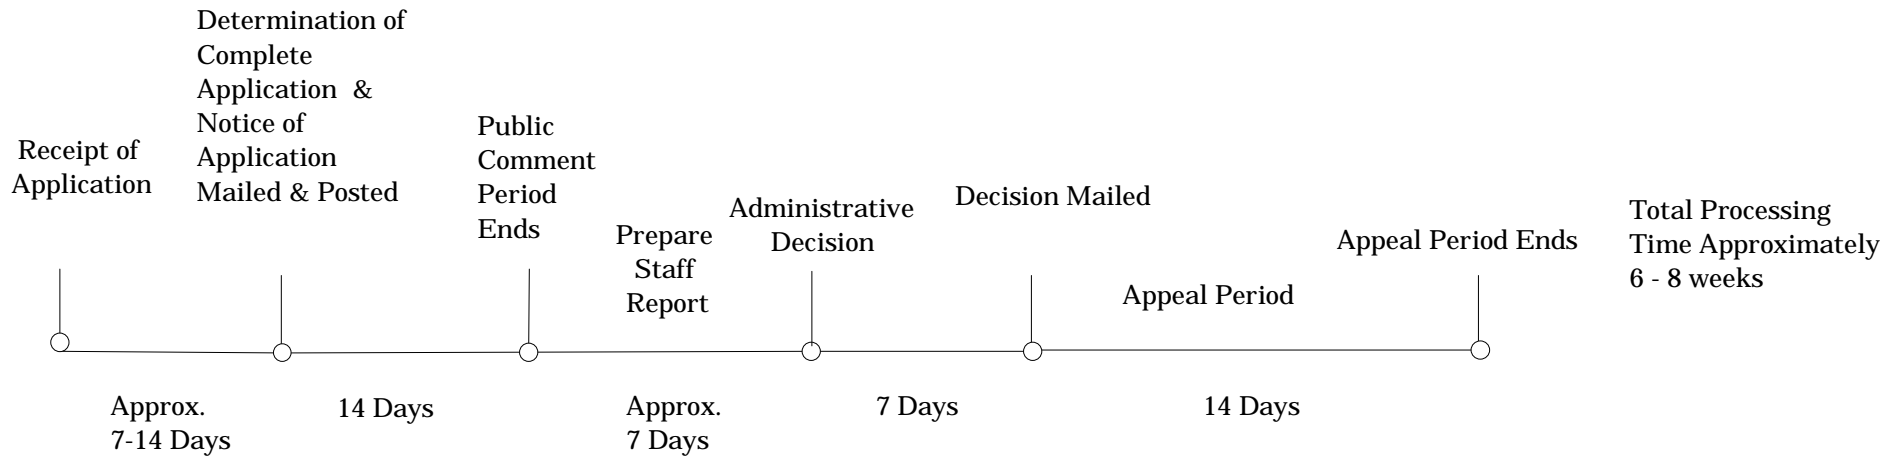 Receipt of
Application
Determination of
Complete
Application &
Notice of
Application
Mailed & Posted
Public
Comment
Period
Ends
Prepare
Staff
Report
Administrative
Decision
Decision Mailed
Appeal Period
Appeal Period Ends
Total Processing
Time Approximately
6 - 8 weeks
Approx.
7-14 Days
14 Days
Approx.
7 Days
7 Days
14 Days